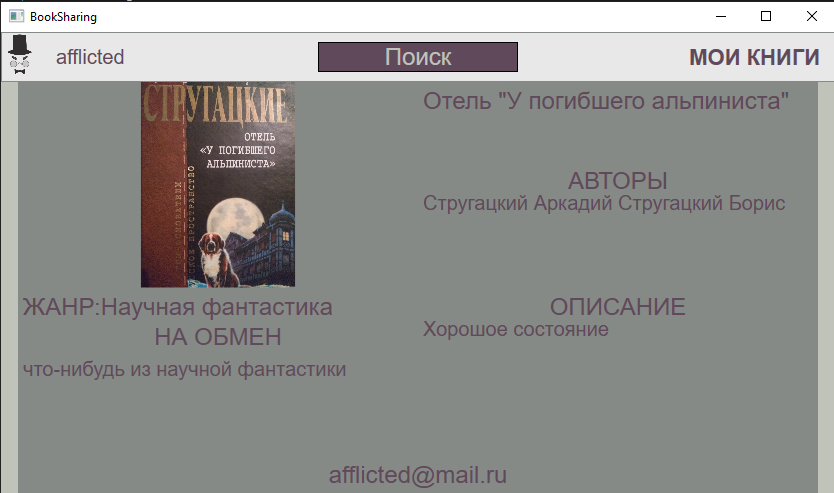 BookSharing
afflicted
Поиск
МОИ КНИГИ
СТРУГАЦКИЕ
ОТЕЛЬ
«У ПОГИБШЕГО
АЛЬПИНИСТА»
Отель "У погибшего альпиниста"
АВТОРЫ
Стругацкий Аркадий Стругацкий Борис
ЖАНР:Научная фантастика
НА ОБМЕН
что-нибудь из научной фантастики
ОПИСАНИЕ
Хорошое состояние
afflicted@mail.ru